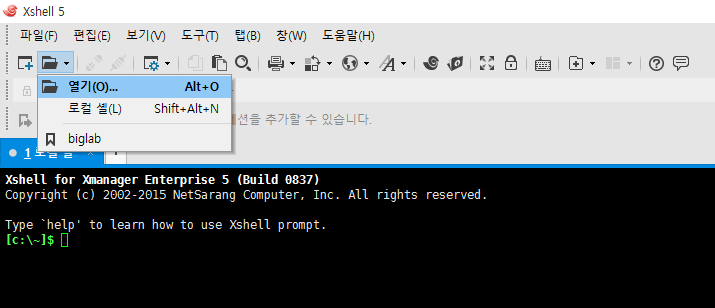 Xshell 5
파일(F) 편집(E) 보기(V) 도구(T) 탭(B) 창(W) 도움말(H)
열기(O)... Alt+O
로컬 셸(L) Shift+Alt+N
션을 추가할 수 있습니다.
biglab
1 로컬 셸
Xshell for Xmanager Enterprise 5 (Build 0837)
Copyright (c) 2002-2015 NetSarang Computer, Inc. All rights reserved.
Type `help' to learn how to use Xshell prompt.
[c:\~]$